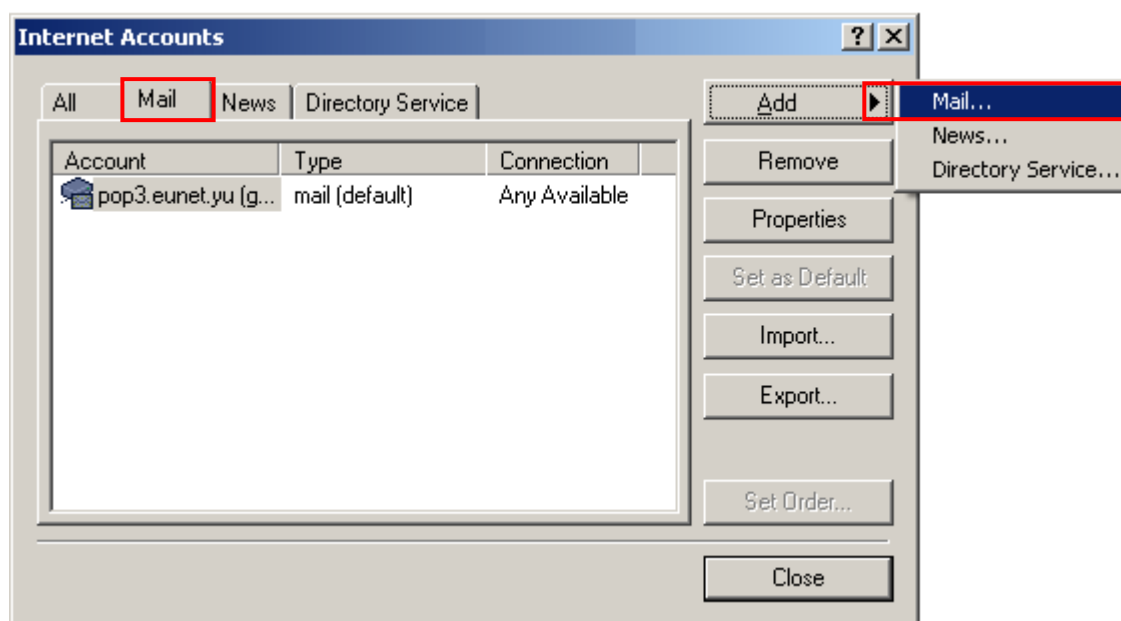 Internet Accounts
All Mail News Directory Service
Add
Mail...
News...
Directory Service...
Account Type Connection
pop3.eunet.yu (g... mail (default) Any Available
Remove
Properties
Set as Default
Import...
Export...
Set Order...
Close